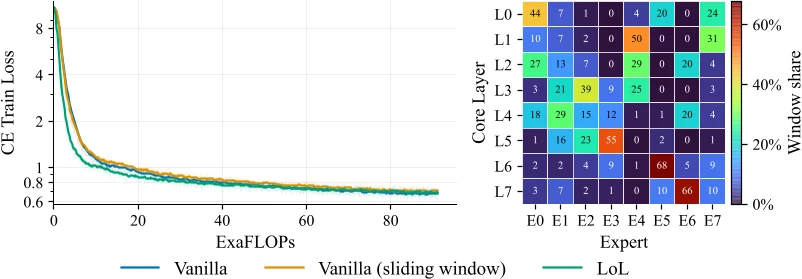 CE Train Loss
8
4
2
1
0.8
0.6
0
20
40
60
80
ExaFLOPs
Core Layer
L0 44 7 1 0 4 20 0 24
L1 10 7 2 0 50 0 0 31
L2 27 13 7 0 29 0 20 4
L3 3 21 39 9 25 0 0 3
L4 18 29 15 12 1 1 20 4
L5 1 16 23 55 0 2 0 1
L6 2 2 4 9 1 68 5 9
L7 3 7 2 1 0 10 66 10
E0 E1 E2 E3 E4 E5 E6 E7
Expert
60%
40%
20%
0%
Window share
Vanilla
Vanilla (sliding window)
LoL